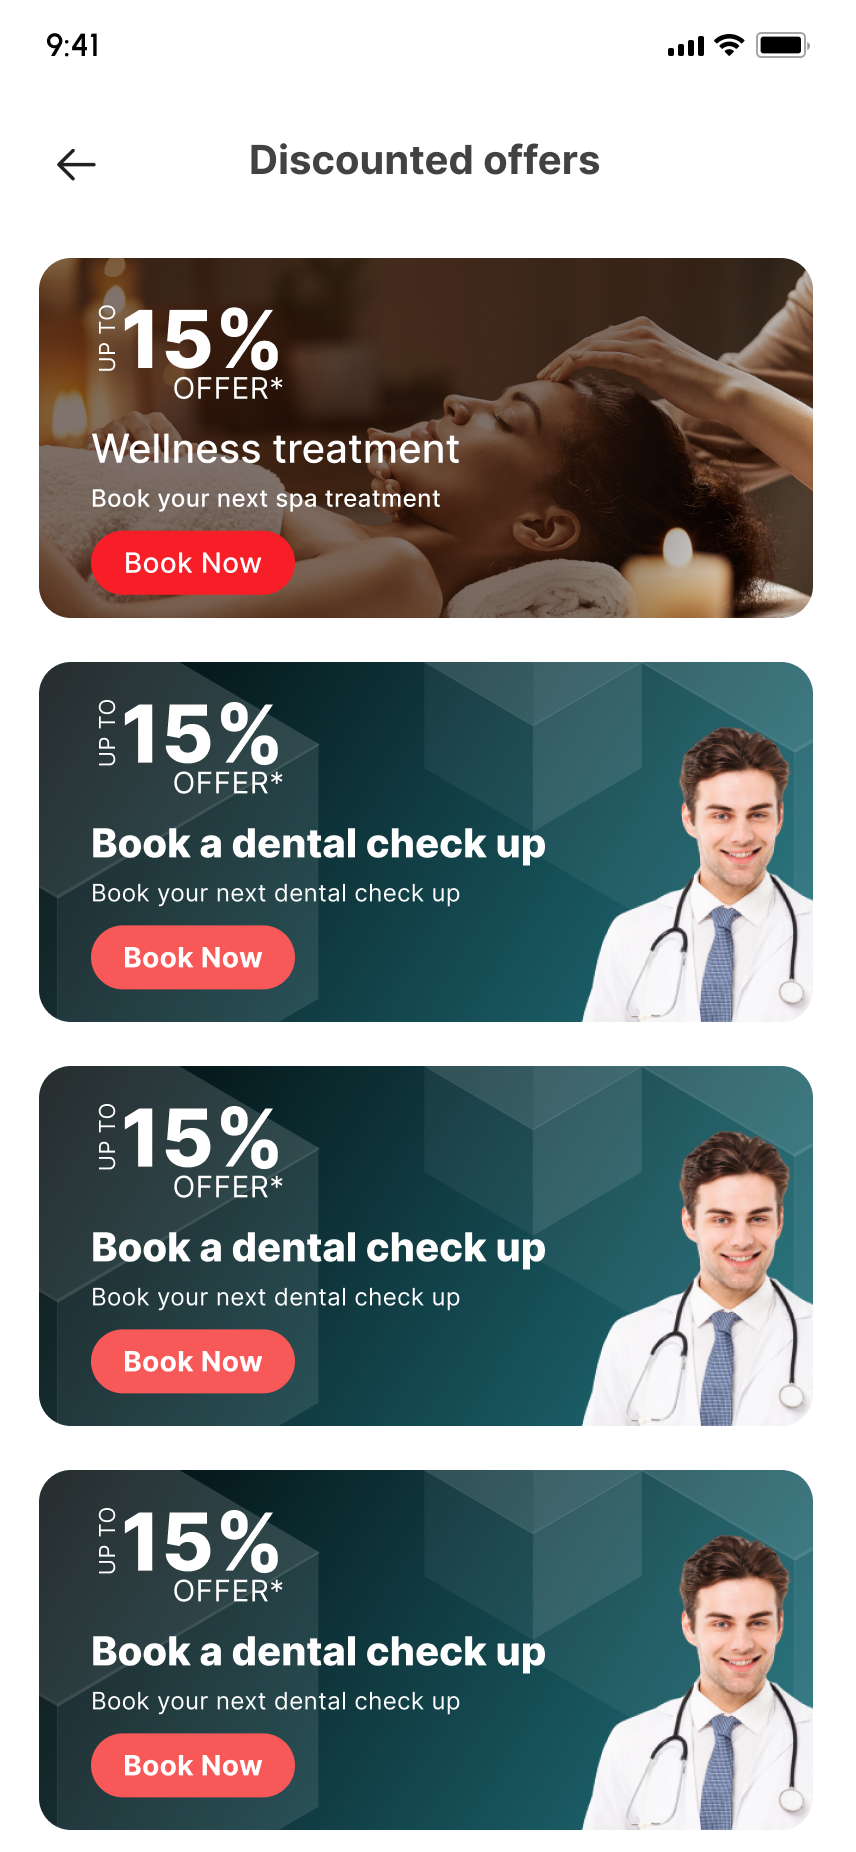 9:41
Discounted offers
UP TO 15%
OFFER*
Wellness treatment
Book your next spa treatment
Book Now
UP TO 15%
OFFER*
Book a dental check up
Book your next dental check up
Book Now
UP TO 15%
OFFER*
Book a dental check up
Book your next dental check up
Book Now
UP TO 15%
OFFER*
Book a dental check up
Book your next dental check up
Book Now